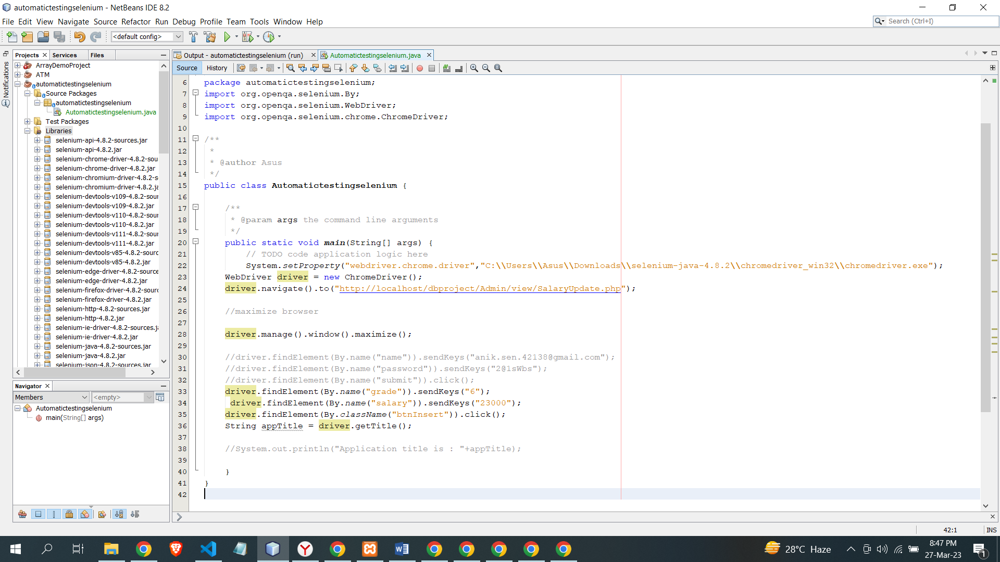 automatictestingselenium - NetBeans IDE 8.2
File Edit View Navigate Source Refactor Run Debug Profile Team Tools Window Help
Search (Ctrl+I)
<default config>
Projects Services Files
Notifications
ArrayDemoProject
ATM
automatictestingselenium
Source Packages
automatictestingselenium
Automatictestingselenium.java
Test Packages
Libraries
selenium-api-4.8.2-sources.jar
selenium-api-4.8.2.jar
selenium-chrome-driver-4.8.2-sou
selenium-chrome-driver-4.8.2.jar
selenium-chromium-driver-4.8.2-s
selenium-chromium-driver-4.8.2.ja
selenium-devtools-v109-4.8.2-sour
selenium-devtools-v109-4.8.2.jar
selenium-devtools-v110-4.8.2-sour
selenium-devtools-v110-4.8.2.jar
selenium-devtools-v111-4.8.2-sour
selenium-devtools-v111-4.8.2.jar
selenium-devtools-v85-4.8.2-sourc
selenium-devtools-v85-4.8.2.jar
selenium-edge-driver-4.8.2-source
selenium-edge-driver-4.8.2.jar
selenium-firefox-driver-4.8.2-sourc
selenium-firefox-driver-4.8.2.jar
selenium-http-4.8.2-sources.jar
selenium-http-4.8.2.jar
selenium-ie-driver-4.8.2-sources.ja
selenium-ie-driver-4.8.2.jar
selenium-java-4.8.2-sources.jar
selenium-java-4.8.2.jar
selenium-json-4.8.2-sources.jar
Navigator
Members <empty>
Automatictestingselenium
main(String[] args)
Output - automatictestingselenium (run) Automatictestingselenium.java
Source History
6 package automatictestingselenium;
7 import org.openqa.selenium.By;
8 import org.openqa.selenium.WebDriver;
9 import org.openqa.selenium.chrome.ChromeDriver;
10
11 /**
12 *
13 * @author Asus
14 */
15 public class Automatictestingselenium {
16
17 /**
18 * @param args the command line arguments
19 */
20 public static void main(String[] args) {
21 // TODO code application logic here
22 System.setProperty("webdriver.chrome.driver","C:\\Users\\Asus\\Downloads\\selenium-java-4.8.2\\chromedriver_win32\\chromedriver.exe");
23 WebDriver driver = new ChromeDriver();
24 driver.navigate().to("http://localhost/dbproject/Admin/view/SalaryUpdate.php");
25
26 //maximize browser
27
28 driver.manage().window().maximize();
29
30 //driver.findElement(By.name("name")).sendKeys("anik.sen.42138@gmail.com");
31 //driver.findElement(By.name("password")).sendKeys("2@1sWbs");
32 //driver.findElement(By.name("submit")).click();
33 driver.findElement(By.name("grade")).sendKeys("6");
34 driver.findElement(By.name("salary")).sendKeys("23000");
35 driver.findElement(By.className("btnInsert")).click();
36 String appTitle = driver.getTitle();
37
38 //System.out.println("Application title is : "+appTitle);
39
40 }
41 }
42
42:1 INS
28°C Haze
8:47 PM
27-Mar-23
1